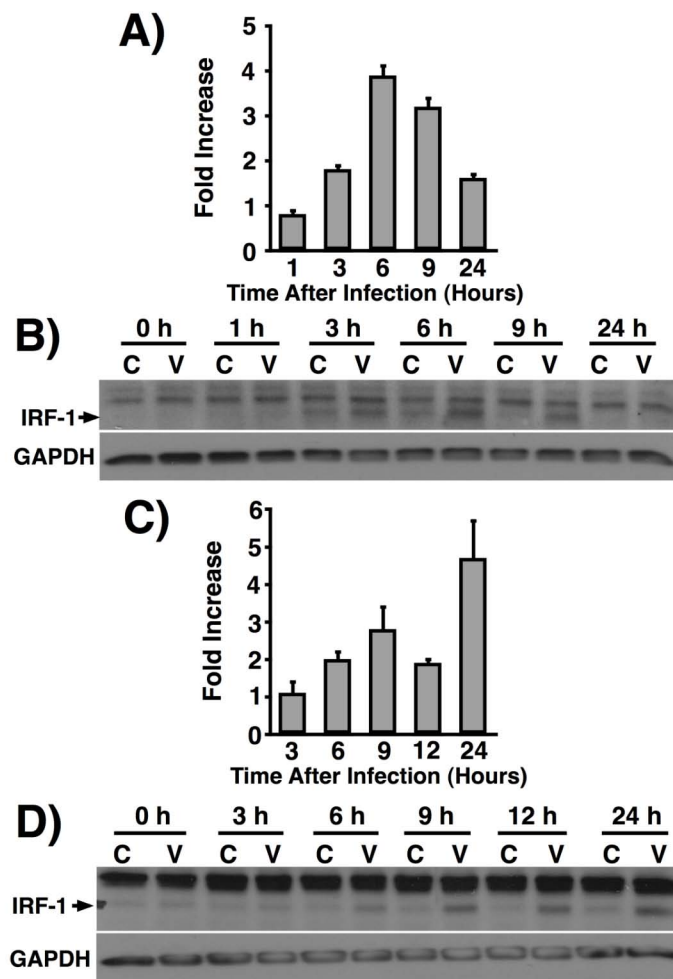 A)
Fold Increase
5
4
3
2
1
0
1 3 6 9 24
Time After Infection (Hours)
B)
0 h 1 h 3 h 6 h 9 h 24 h
C V C V C V C V C V C V
IRF-1
GAPDH
C)
Fold Increase
6
5
4
3
2
1
0
3 6 9 12 24
Time After Infection (Hours)
D)
0 h 3 h 6 h 9 h 12 h 24 h
C V C V C V C V C V C V
IRF-1
GAPDH